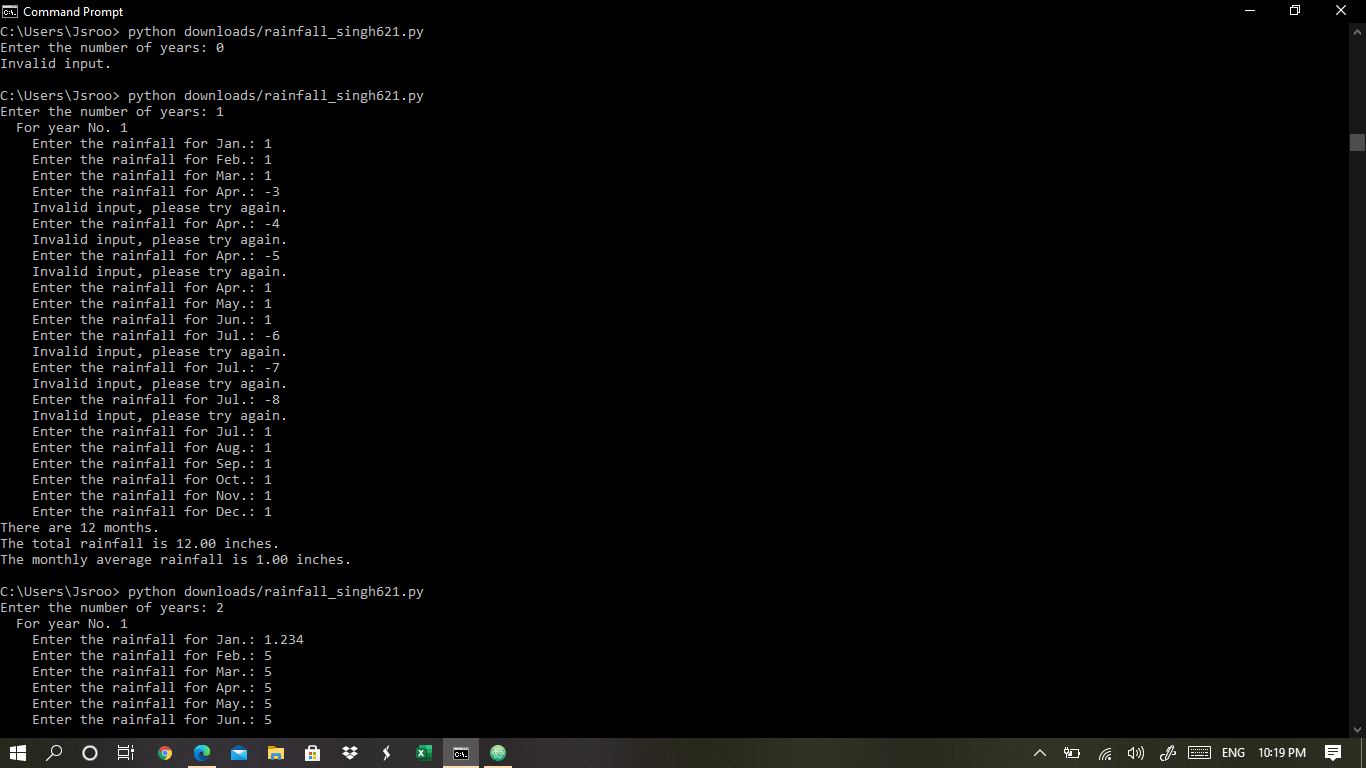 Command Prompt
C:\Users\Jsroo> python downloads/rainfall_singh621.py
Enter the number of years: 0
Invalid input.
C:\Users\Jsroo> python downloads/rainfall_singh621.py
Enter the number of years: 1
For year No. 1
Enter the rainfall for Jan.: 1
Enter the rainfall for Feb.: 1
Enter the rainfall for Mar.: 1
Enter the rainfall for Apr.: -3
Invalid input, please try again.
Enter the rainfall for Apr.: -4
Invalid input, please try again.
Enter the rainfall for Apr.: -5
Invalid input, please try again.
Enter the rainfall for Apr.: 1
Enter the rainfall for May.: 1
Enter the rainfall for Jun.: 1
Enter the rainfall for Jul.: -6
Invalid input, please try again.
Enter the rainfall for Jul.: -7
Invalid input, please try again.
Enter the rainfall for Jul.: -8
Invalid input, please try again.
Enter the rainfall for Jul.: 1
Enter the rainfall for Aug.: 1
Enter the rainfall for Sep.: 1
Enter the rainfall for Oct.: 1
Enter the rainfall for Nov.: 1
Enter the rainfall for Dec.: 1
There are 12 months.
The total rainfall is 12.00 inches.
The monthly average rainfall is 1.00 inches.
C:\Users\Jsroo> python downloads/rainfall_singh621.py
Enter the number of years: 2
For year No. 1
Enter the rainfall for Jan.: 1.234
Enter the rainfall for Feb.: 5
Enter the rainfall for Mar.: 5
Enter the rainfall for Apr.: 5
Enter the rainfall for May.: 5
Enter the rainfall for Jun.: 5
ENG 10:19 PM